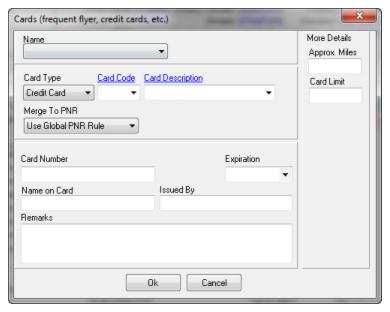 Cards (frequent flyer, credit cards, etc.)
Name
More Details
Approx. Miles
Card Limit
Card Type Card Code Card Description
Credit Card
Merge To PNR
Use Global PNR Rule
Card Number Expiration
Name on Card Issued By
Remarks
Ok Cancel